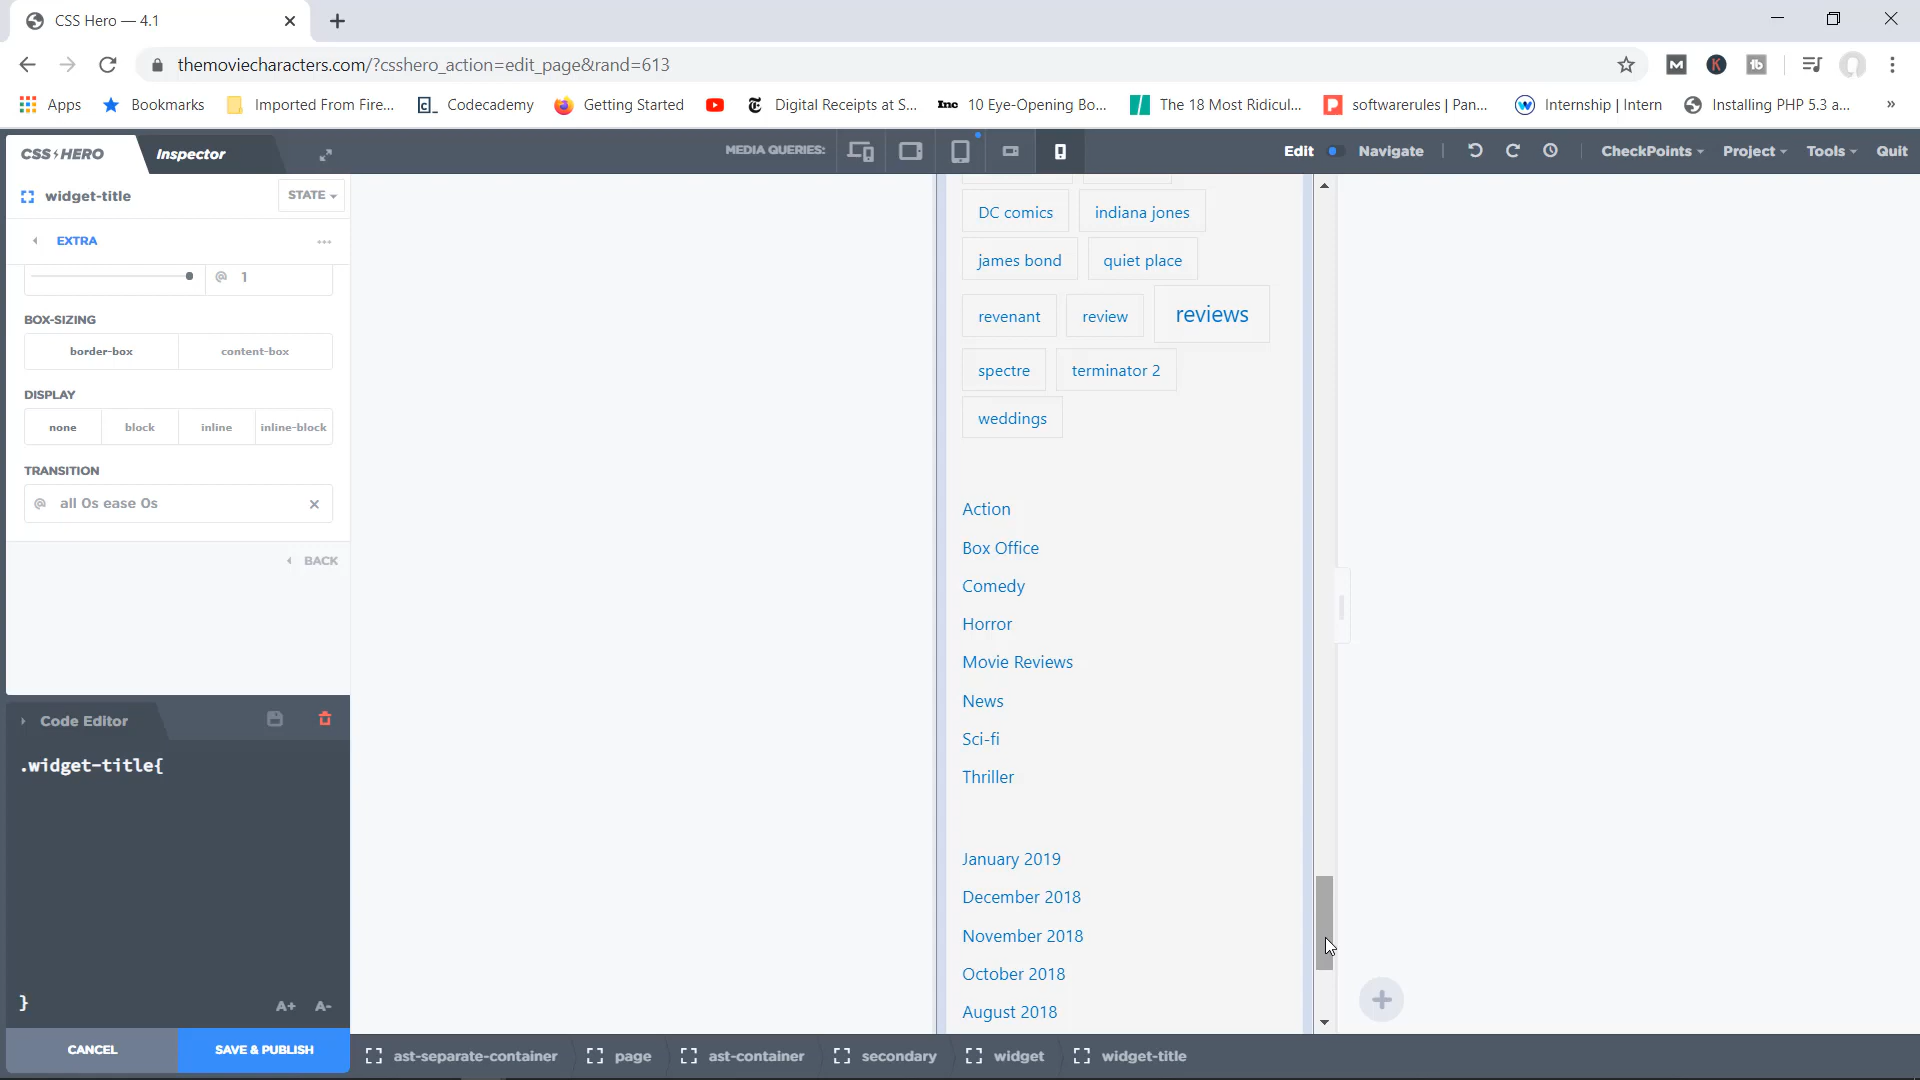 CSS Hero — 4.1
themoviecharacters.com/?csshero_action=edit_page&rand=613
Apps
Bookmarks
Imported From Fire...
Codecademy
Getting Started
Digital Receipts at S...
Inc 10 Eye-Opening Bo...
The 18 Most Ridicul...
softwarerules | Pan...
Internship | Intern
Installing PHP 5.3 a...
»
CSS HERO
Inspector
MEDIA QUERIES:
Edit
Navigate
CheckPoints
Project
Tools
Quit
widget-title
STATE
EXTRA
@ 1
BOX-SIZING
border-box
content-box
DISPLAY
none
block
inline
inline-block
TRANSITION
@ all 0s ease 0s
BACK
Code Editor
.widget-title{
}
A+
A-
CANCEL
SAVE & PUBLISH
DC comics
indiana jones
james bond
quiet place
revenant
review
reviews
spectre
terminator 2
weddings
Action
Box Office
Comedy
Horror
Movie Reviews
News
Sci-fi
Thriller
January 2019
December 2018
November 2018
October 2018
August 2018
ast-separate-container
page
ast-container
secondary
widget
widget-title